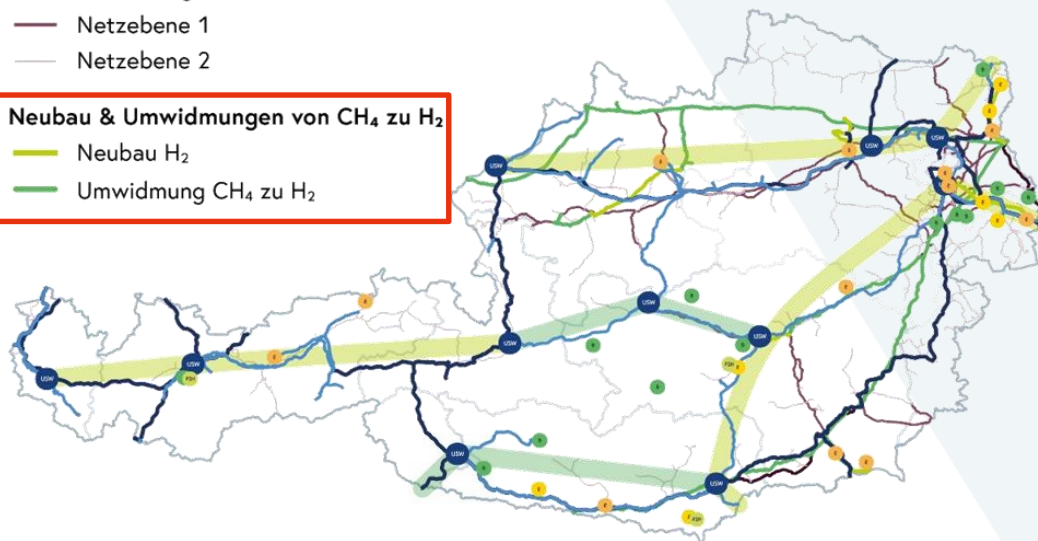 Netzebene 1
Netzebene 2
Neubau & Umwidmungen von CH₄ zu H₂
Neubau H₂
Umwidmung CH₄ zu H₂
USW
USW
USW
USW
USW
USW
USW
USW
USW
USW